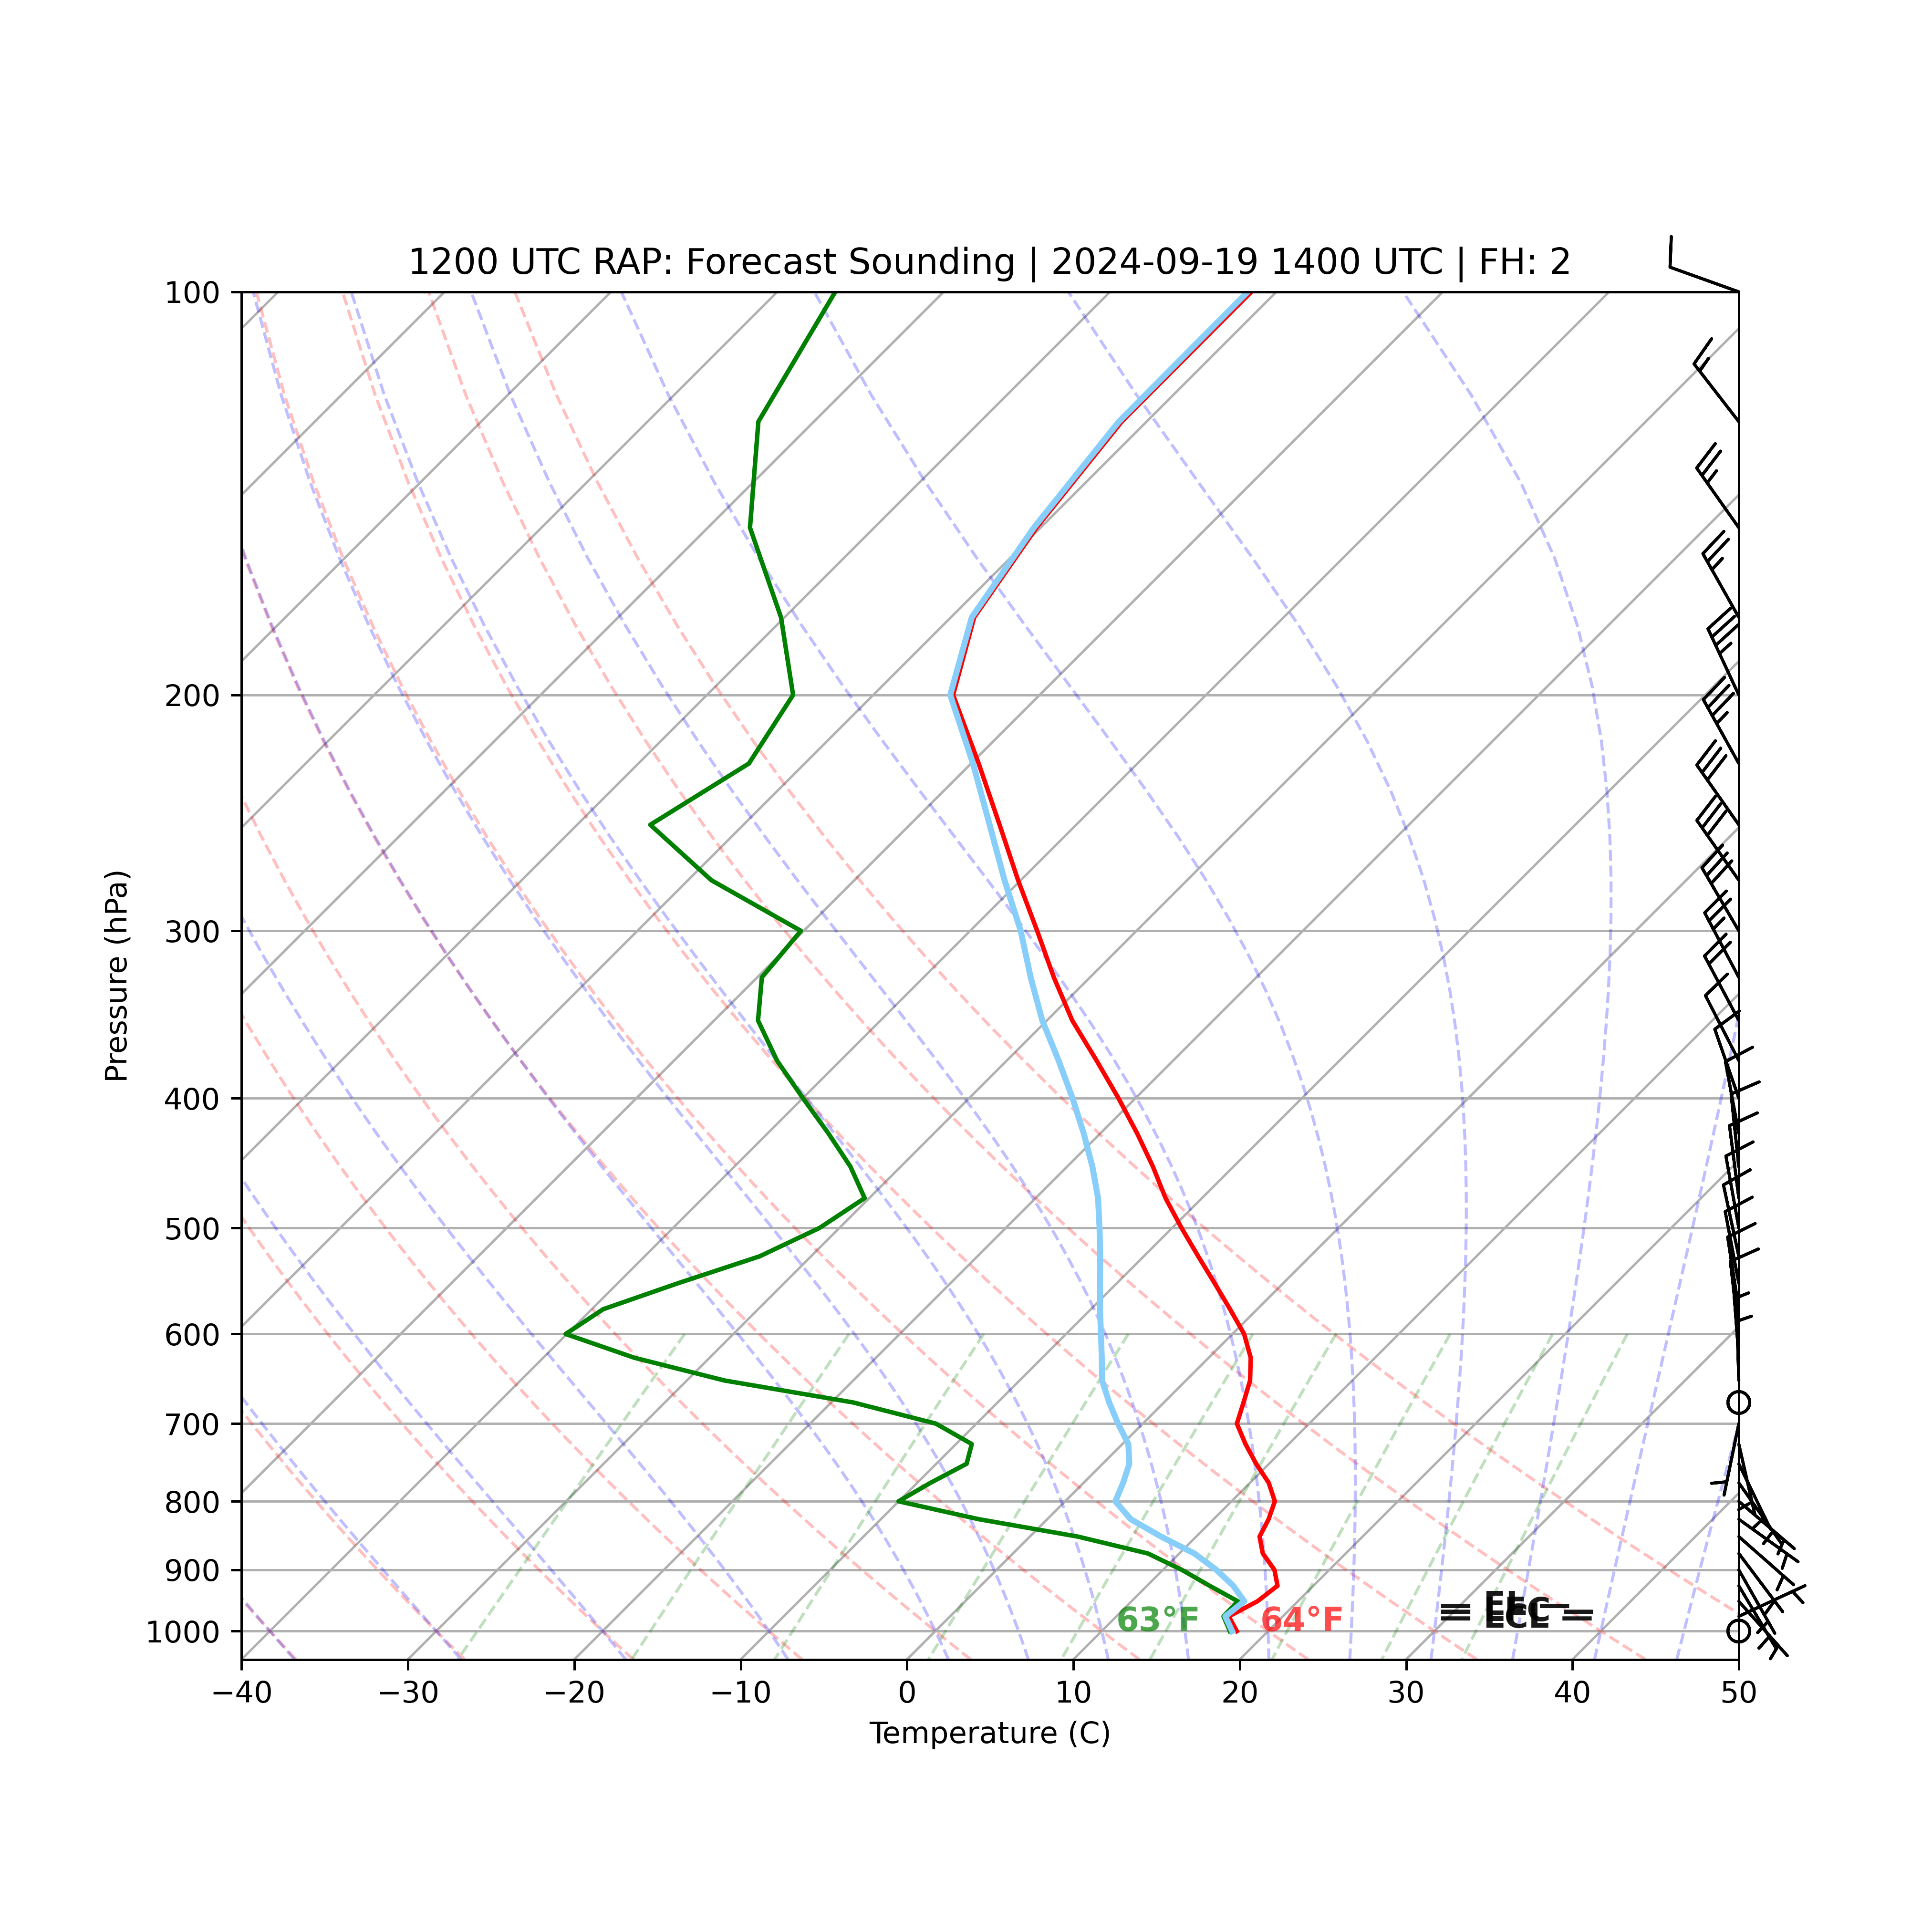 1200 UTC RAP: Forecast Sounding | 2024-09-19 1400 UTC | FH: 2
100
200
300
400
500
600
700
800
900
1000
Pressure (hPa)
63°F 64°F
−40 −30 −20 −10 0 10 20 30 40 50
Temperature (C)